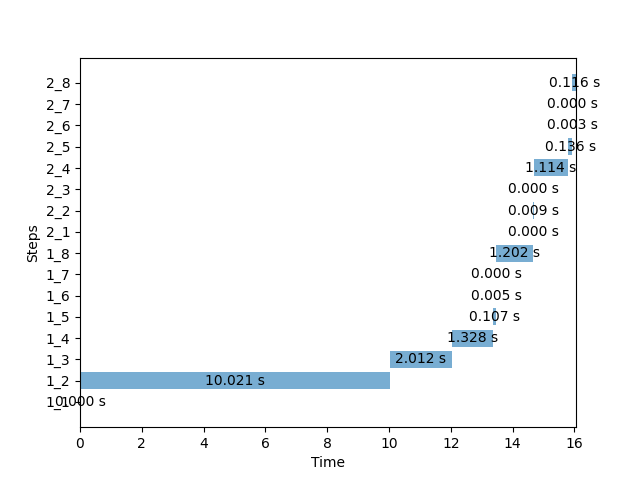 2_8 0.116 s
2_7 0.000 s
2_6 0.003 s
2_5 0.136 s
2_4 1.114 s
2_3 0.000 s
2_2 0.009 s
2_1 0.000 s
1_8 1.202 s
1_7 0.000 s
1_6 0.005 s
1_5 0.107 s
1_4 1.328 s
1_3 2.012 s
1_2 10.021 s
1_1 0.000 s
Steps
0 2 4 6 8 10 12 14 16
Time